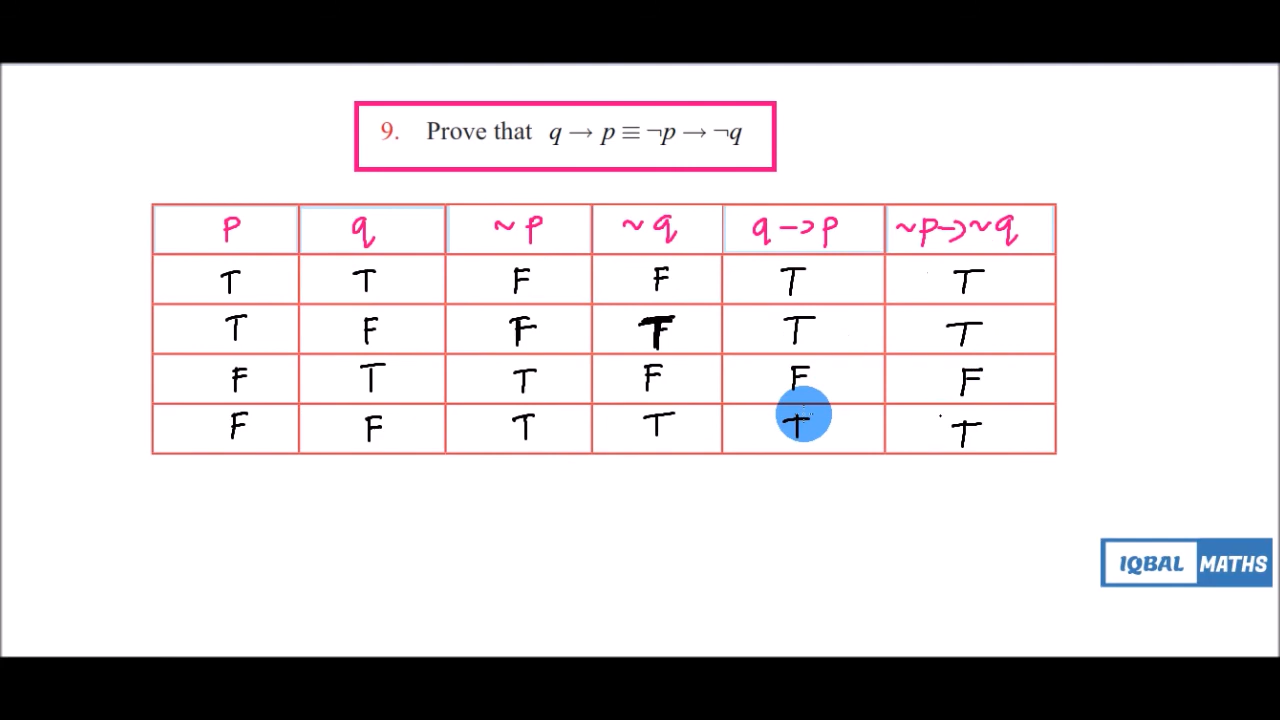 9. Prove that q → p ≡ ¬p → ¬q
p q ~p ~q q→p ~p→~q
T T F F T T
T F F T T T
F T T F F F
F F T T T T
IQBAL MATHS